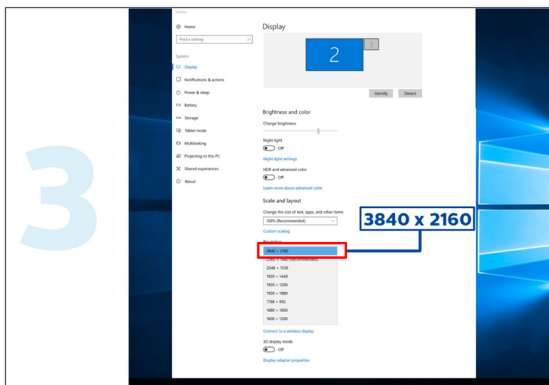 3
Settings
Home
Find a setting
System
Display
Notifications & actions
Power & sleep
Battery
Storage
Tablet mode
Multitasking
Projecting to this PC
Shared experiences
About
Display
2
1
Identify
Detect
Brightness and color
Change brightness
Night light
Off
Night light settings
HDR and advanced color
Off
Learn more about advanced color
Scale and layout
Change the size of text, apps, and other items
(Recommended)
Custom scaling
3840 × 2160
3840 x 2160
(Recommended)
2048 × 1536
1920 × 1440
1920 × 1200
1920 × 1080
1680 × 1050
1600 × 1200
Connect to a wireless display
3D display mode
Off
Display adapter properties